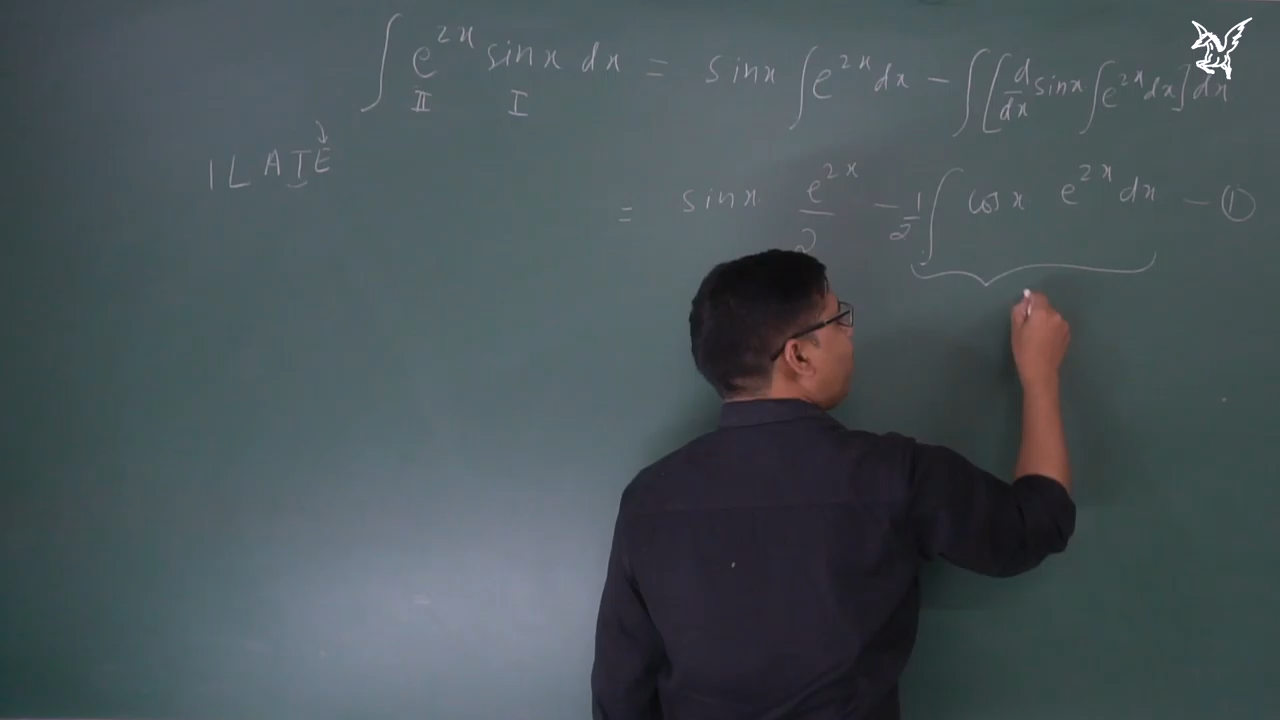 ∫ e^{2x} sinx dx = sinx ∫ e^{2x} dx − ∫ [d/dx sinx ∫ e^{2x} dx] dx
II I
ILATE
= sinx e^{2x}/2 − 1/2 ∫ cosx e^{2x} dx − ①